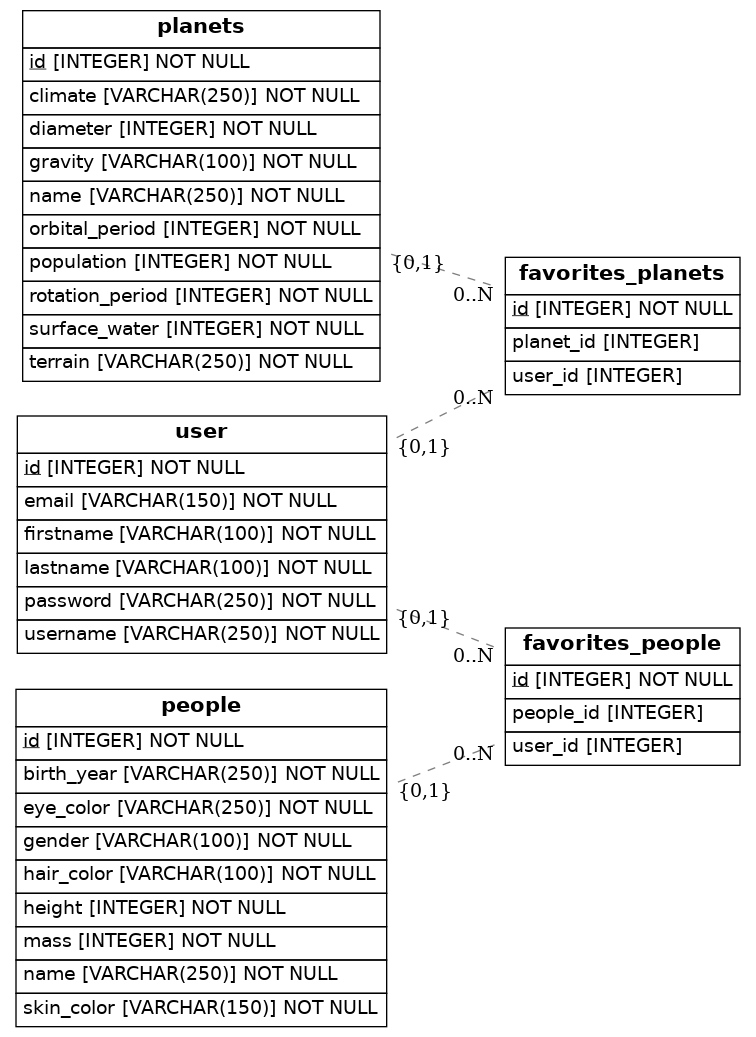 planets
id [INTEGER] NOT NULL
climate [VARCHAR(250)] NOT NULL
diameter [INTEGER] NOT NULL
gravity [VARCHAR(100)] NOT NULL
name [VARCHAR(250)] NOT NULL
orbital_period [INTEGER] NOT NULL
population [INTEGER] NOT NULL
rotation_period [INTEGER] NOT NULL
surface_water [INTEGER] NOT NULL
terrain [VARCHAR(250)] NOT NULL
{0,1}
0..N
favorites_planets
id [INTEGER] NOT NULL
planet_id [INTEGER]
user_id [INTEGER]
0..N
{0,1}
user
id [INTEGER] NOT NULL
email [VARCHAR(150)] NOT NULL
firstname [VARCHAR(100)] NOT NULL
lastname [VARCHAR(100)] NOT NULL
password [VARCHAR(250)] NOT NULL
username [VARCHAR(250)] NOT NULL
{0,1}
0..N
favorites_people
id [INTEGER] NOT NULL
people_id [INTEGER]
user_id [INTEGER]
0..N
{0,1}
people
id [INTEGER] NOT NULL
birth_year [VARCHAR(250)] NOT NULL
eye_color [VARCHAR(250)] NOT NULL
gender [VARCHAR(100)] NOT NULL
hair_color [VARCHAR(100)] NOT NULL
height [INTEGER] NOT NULL
mass [INTEGER] NOT NULL
name [VARCHAR(250)] NOT NULL
skin_color [VARCHAR(150)] NOT NULL